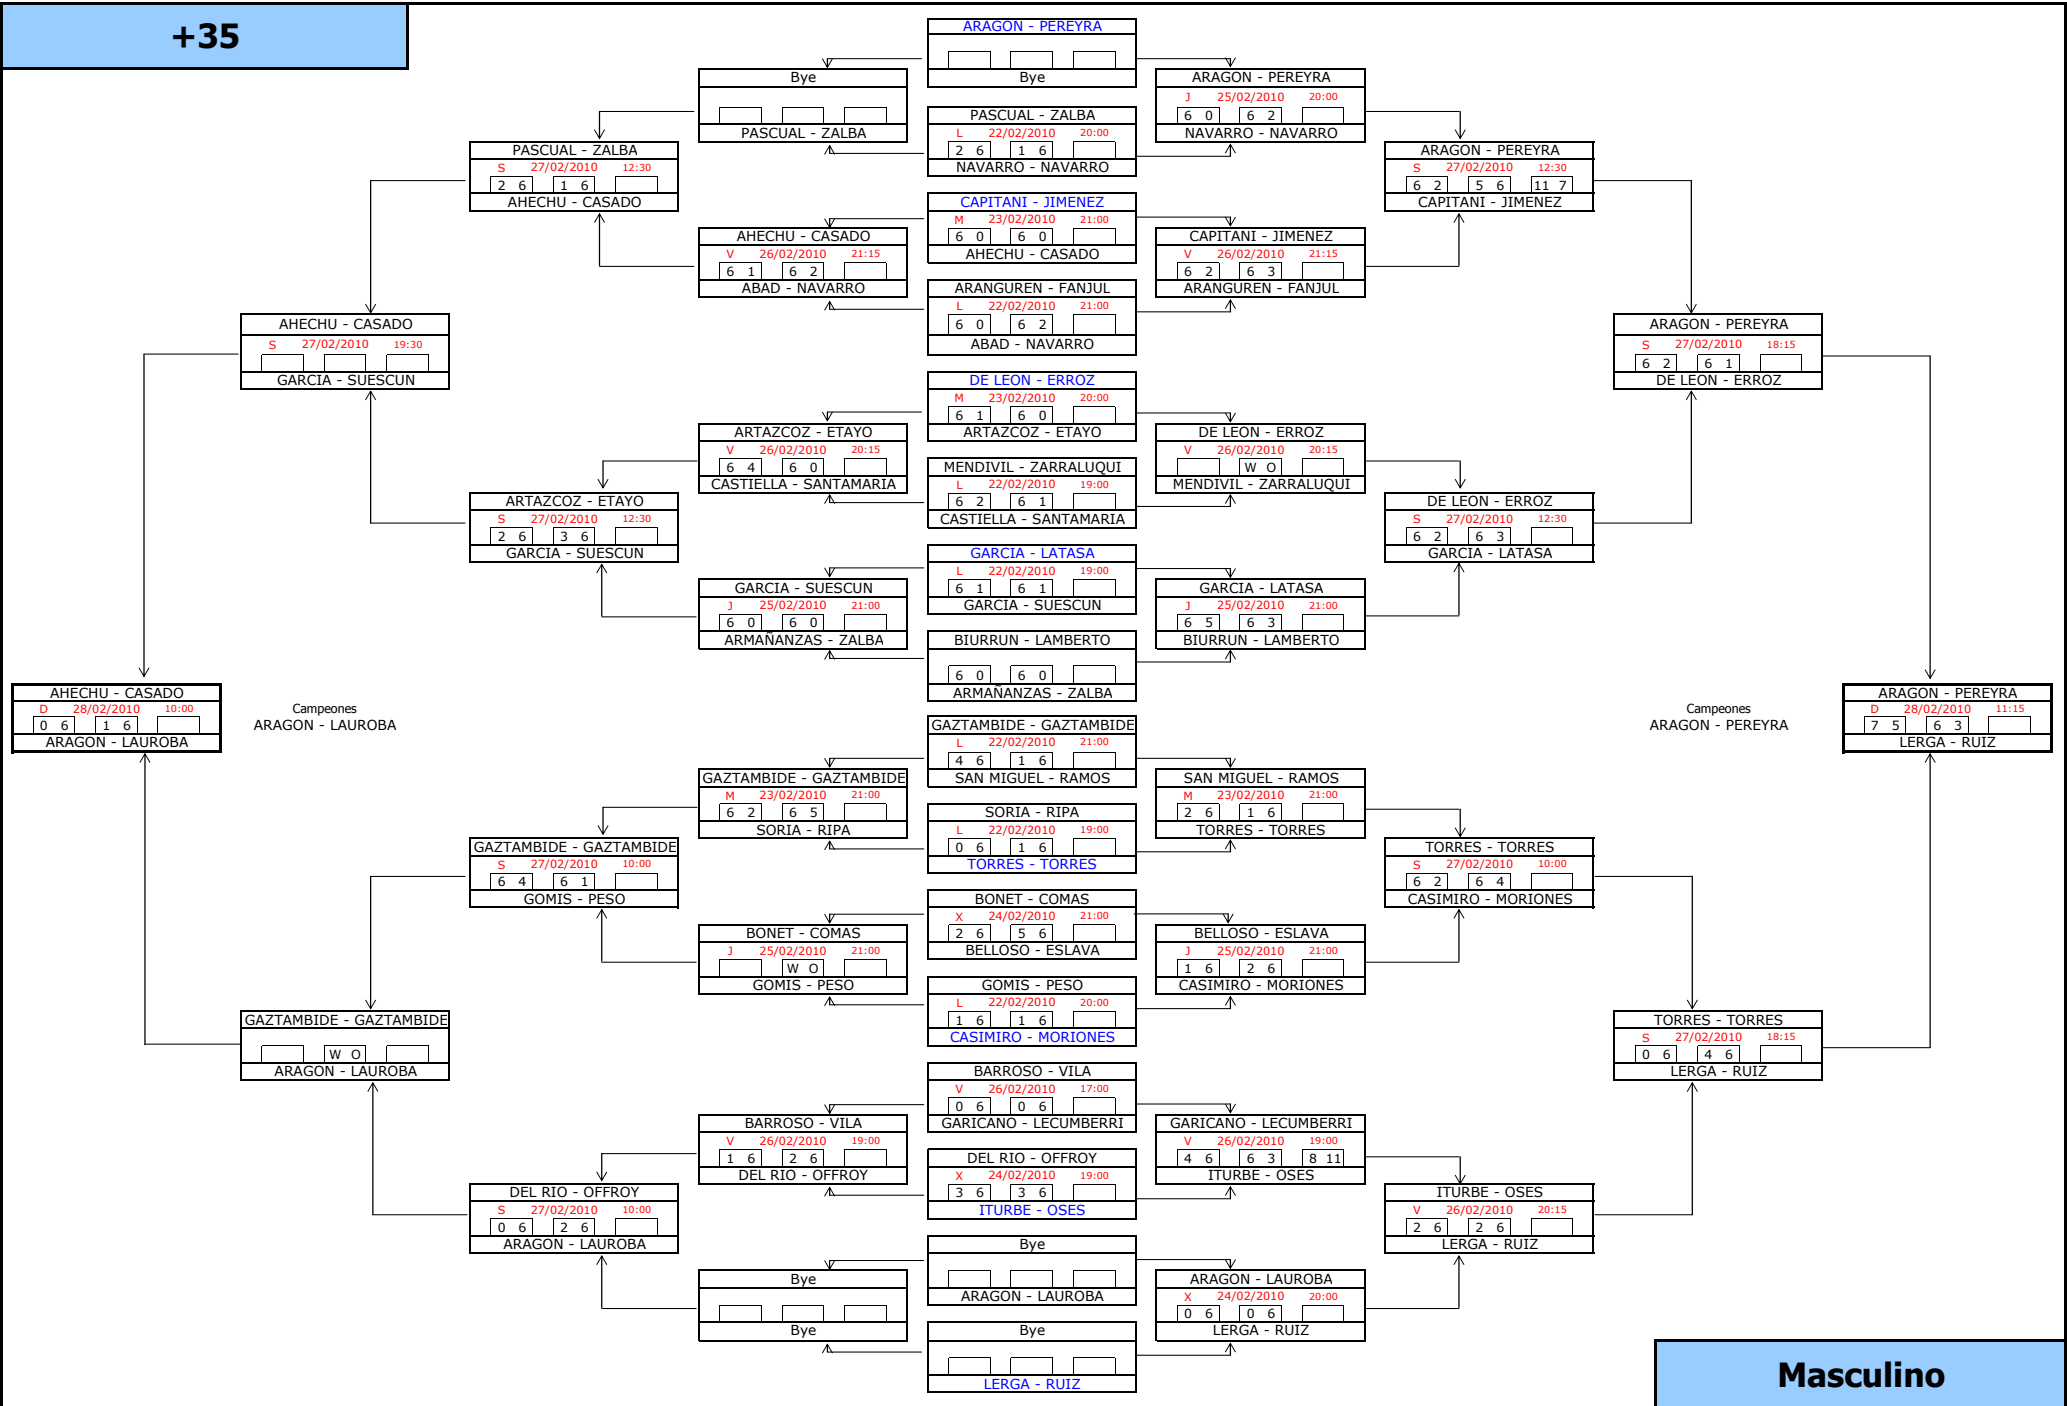 +35
ARAGON - PEREYRA
Bye
PASCUAL - ZALBA
L 22/02/2010 20:00
2 6 1 6
NAVARRO - NAVARRO
CAPITANI - JIMENEZ
M 23/02/2010 21:00
6 0 6 0
AHECHU - CASADO
ARANGUREN - FANJUL
L 22/02/2010 21:00
6 0 6 2
ABAD - NAVARRO
DE LEON - ERROZ
M 23/02/2010 20:00
6 1 6 0
ARTAZCOZ - ETAYO
MENDIVIL - ZARRALUQUI
L 22/02/2010 19:00
6 2 6 1
CASTIELLA - SANTAMARIA
GARCIA - LATASA
L 22/02/2010 19:00
6 1 6 1
GARCIA - SUESCUN
BIURRUN - LAMBERTO
6 0 6 0
ARMAÑANZAS - ZALBA
GAZTAMBIDE - GAZTAMBIDE
L 22/02/2010 21:00
4 6 1 6
SAN MIGUEL - RAMOS
SORIA - RIPA
L 22/02/2010 19:00
0 6 1 6
TORRES - TORRES
BONET - COMAS
X 24/02/2010 21:00
2 6 5 6
BELLOSO - ESLAVA
GOMIS - PESO
L 22/02/2010 20:00
1 6 1 6
CASIMIRO - MORIONES
BARROSO - VILA
V 26/02/2010 17:00
0 6 0 6
GARICANO - LECUMBERRI
DEL RIO - OFFROY
X 24/02/2010 19:00
3 6 3 6
ITURBE - OSES
Bye
ARAGON - LAUROBA
Bye
LERGA - RUIZ
Bye
PASCUAL - ZALBA
AHECHU - CASADO
V 26/02/2010 21:15
6 1 6 2
ABAD - NAVARRO
ARTAZCOZ - ETAYO
V 26/02/2010 20:15
6 4 6 0
CASTIELLA - SANTAMARIA
GARCIA - SUESCUN
J 25/02/2010 21:00
6 0 6 0
ARMAÑANZAS - ZALBA
GAZTAMBIDE - GAZTAMBIDE
M 23/02/2010 21:00
6 2 6 5
SORIA - RIPA
BONET - COMAS
J 25/02/2010 21:00
W O
GOMIS - PESO
BARROSO - VILA
V 26/02/2010 19:00
1 6 2 6
DEL RIO - OFFROY
Bye
Bye
PASCUAL - ZALBA
S 27/02/2010 12:30
2 6 1 6
AHECHU - CASADO
ARTAZCOZ - ETAYO
S 27/02/2010 12:30
2 6 3 6
GARCIA - SUESCUN
GAZTAMBIDE - GAZTAMBIDE
S 27/02/2010 10:00
6 4 6 1
GOMIS - PESO
DEL RIO - OFFROY
S 27/02/2010 10:00
0 6 2 6
ARAGON - LAUROBA
AHECHU - CASADO
S 27/02/2010 19:30
GARCIA - SUESCUN
GAZTAMBIDE - GAZTAMBIDE
W O
ARAGON - LAUROBA
AHECHU - CASADO
D 28/02/2010 10:00
0 6 1 6
ARAGON - LAUROBA
Campeones
ARAGON - LAUROBA
ARAGON - PEREYRA
J 25/02/2010 20:00
6 0 6 2
NAVARRO - NAVARRO
CAPITANI - JIMENEZ
V 26/02/2010 21:15
6 2 6 3
ARANGUREN - FANJUL
DE LEON - ERROZ
V 26/02/2010 20:15
W O
MENDIVIL - ZARRALUQUI
GARCIA - LATASA
J 25/02/2010 21:00
6 5 6 3
BIURRUN - LAMBERTO
SAN MIGUEL - RAMOS
M 23/02/2010 21:00
2 6 1 6
TORRES - TORRES
BELLOSO - ESLAVA
J 25/02/2010 21:00
1 6 2 6
CASIMIRO - MORIONES
GARICANO - LECUMBERRI
V 26/02/2010 19:00
4 6 6 3 8 11
ITURBE - OSES
ARAGON - LAUROBA
X 24/02/2010 20:00
0 6 0 6
LERGA - RUIZ
ARAGON - PEREYRA
S 27/02/2010 12:30
6 2 5 6 11 7
CAPITANI - JIMENEZ
DE LEON - ERROZ
S 27/02/2010 12:30
6 2 6 3
GARCIA - LATASA
TORRES - TORRES
S 27/02/2010 10:00
6 2 6 4
CASIMIRO - MORIONES
ITURBE - OSES
V 26/02/2010 20:15
2 6 2 6
LERGA - RUIZ
ARAGON - PEREYRA
S 27/02/2010 18:15
6 2 6 1
DE LEON - ERROZ
TORRES - TORRES
S 27/02/2010 18:15
0 6 4 6
LERGA - RUIZ
Campeones
ARAGON - PEREYRA
ARAGON - PEREYRA
D 28/02/2010 11:15
7 5 6 3
LERGA - RUIZ
Masculino